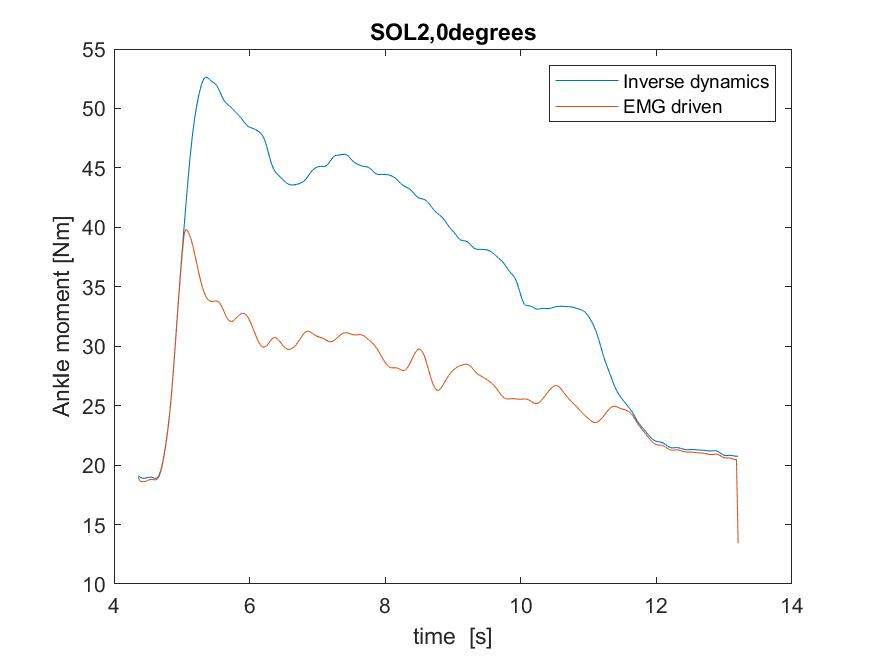 SOL2,0degrees
55
50
45
40
35
30
25
20
15
10
Ankle moment [Nm]
Inverse dynamics
EMG driven
4 6 8 10 12 14
time [s]